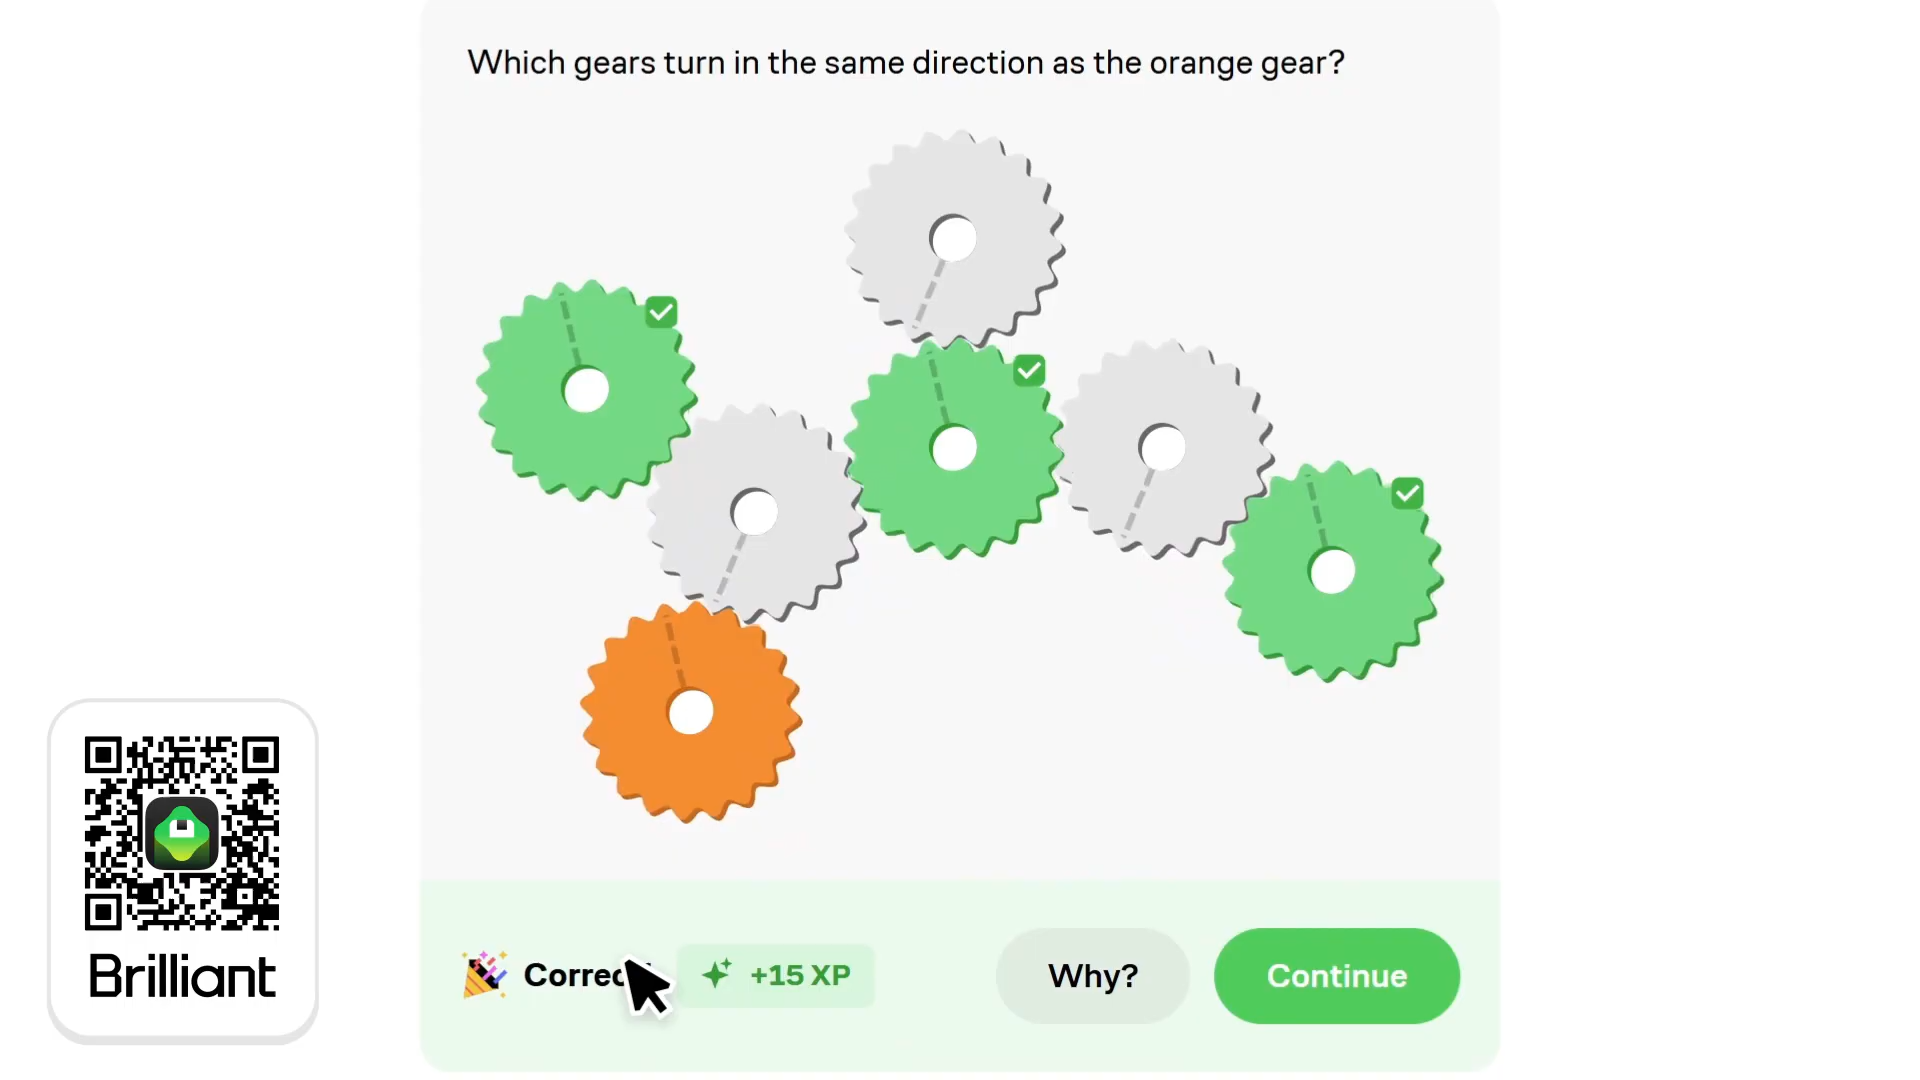 Which gears turn in the same direction as the orange gear?
Brilliant
+15 XP
Why?
Continue